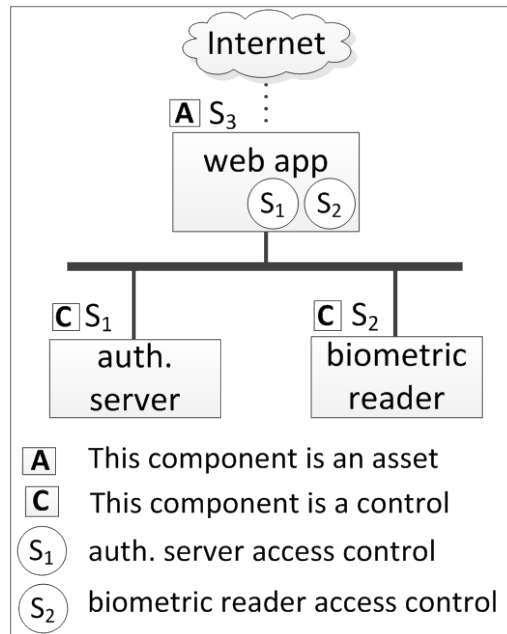 Internet
A S₃
web app
S₁ S₂
C S₁
C S₂
auth.
server
biometric
reader
A This component is an asset
C This component is a control
S₁ auth. server access control
S₂ biometric reader access control